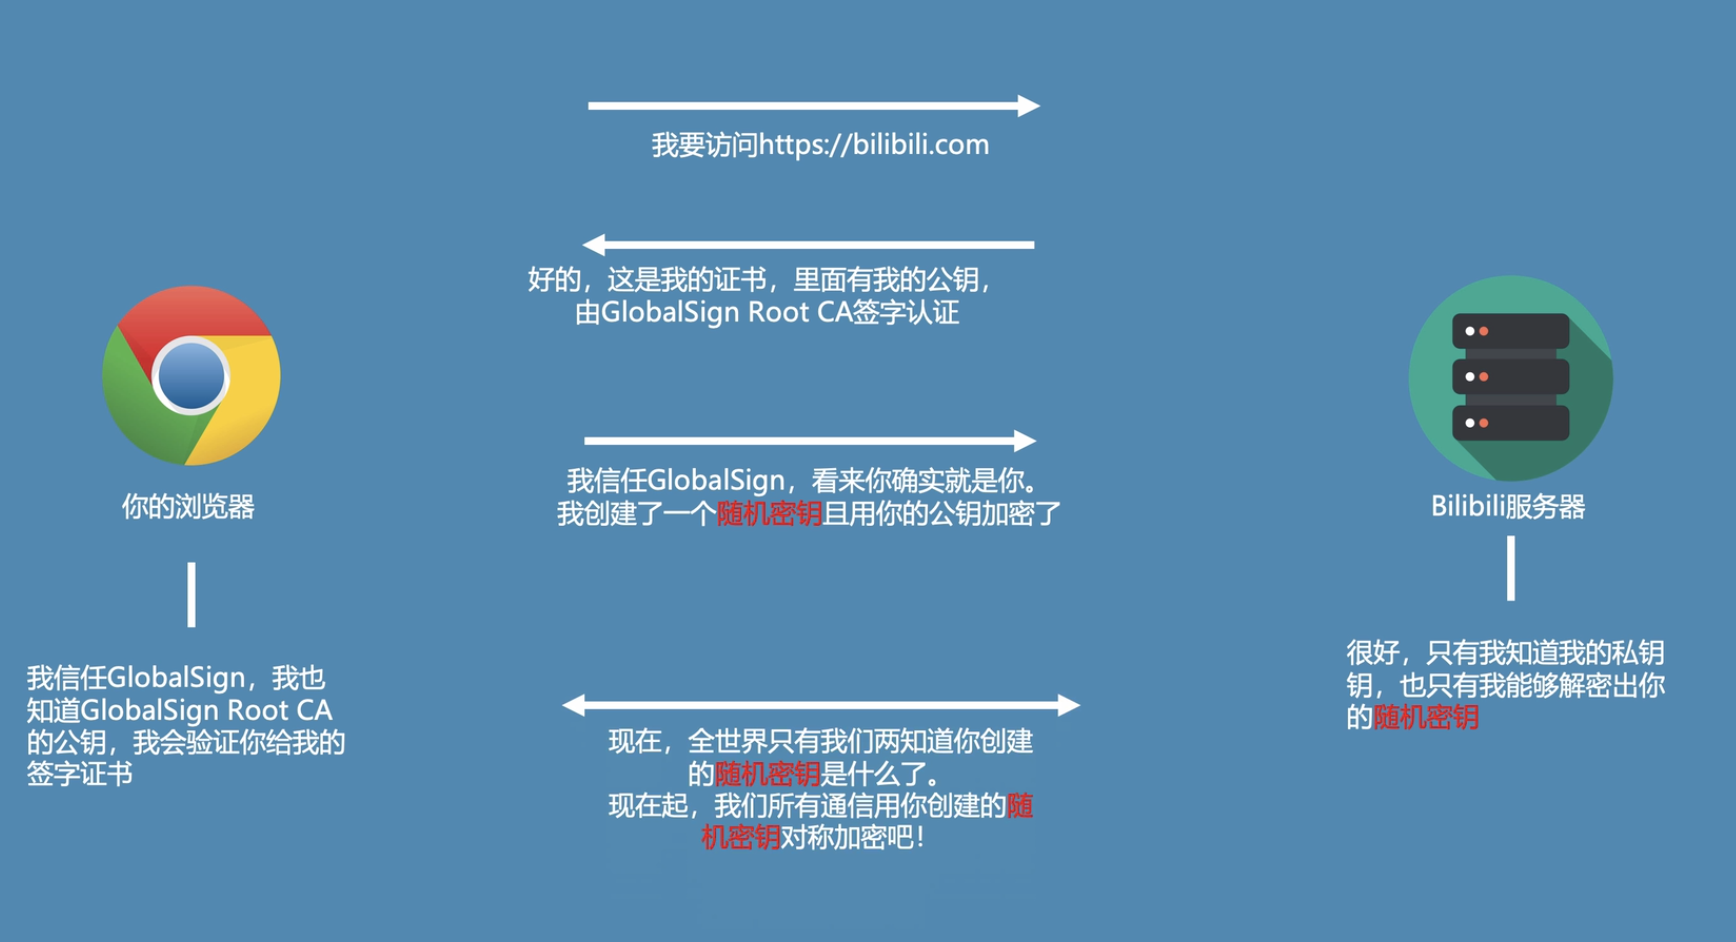 我要访问https://bilibili.com
好的，这是我的证书，里面有我的公钥，
由GlobalSign Root CA签字认证
我信任GlobalSign，看来你确实就是你。
我创建了一个随机密钥且用你的公钥加密了
你的浏览器
Bilibili服务器
我信任GlobalSign，我也
知道GlobalSign Root CA
的公钥，我会验证你给我的
签字证书
现在，全世界只有我们两知道你创建
的随机密钥是什么了。
现在起，我们所有通信用你创建的随
机密钥对称加密吧！
很好，只有我知道我的私钥
钥，也只有我能够解密出你
的随机密钥